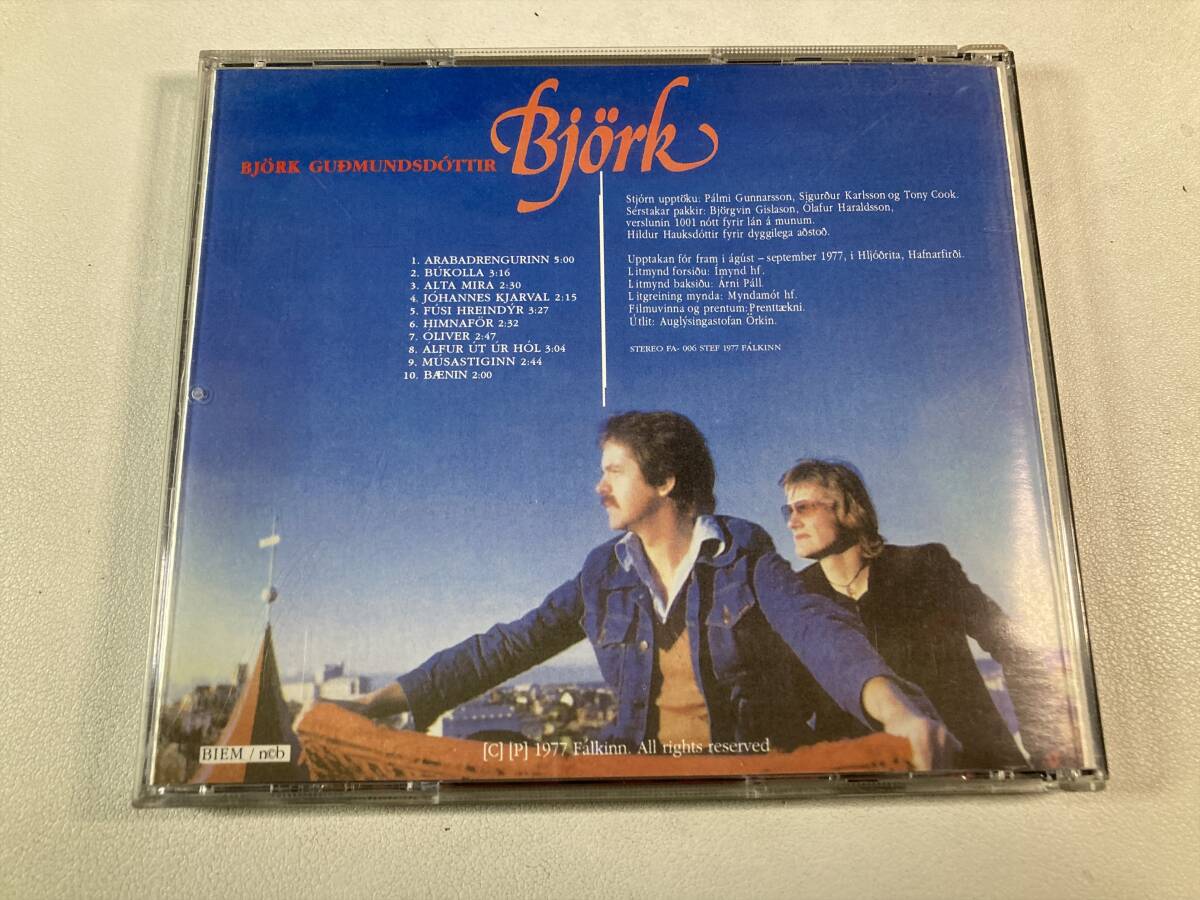 Björk
BJÖRK GUÐMUNDSDÓTTIR
1. ARABADRENGURINN 5:00
2. BÚKOLLA 3:16
3. ALTA MIRA 2:30
4. JÓHANNES KJARVAL 2:15
5. FÚSI HREINDÝR 3:27
6. HIMNAFÖR 2:32
7. ÓLIVER 2:47
8. ÁLFUR ÚT ÚR HÓL 3:04
9. MÚSASTIGINN 2:44
10. BÆNIN 2:00
Stjórn upptöku: Pálmi Gunnarsson, Sigurður Karlsson og Tony Cook.
Sérstakar pakkir: Björgvin Gislason, Ólafur Haraldsson,
verslunin 1001 nótt fyrir lán á munum.
Hildur Hauksdóttir fyrir dyggilega aðstoð.
Upptakan fór fram i ágúst – september 1977, i Hljóðrita, Hafnarfirði.
Litmynd forsiðu: Ímynd hf.
Litmynd baksiðu: Árni Páll.
Litgreining mynda: Myndamót hf.
Filmuvinna og prentum: Prenttækni.
Útlit: Auglýsingastofan Örkin.
STEREO FA- 006 STEF 1977 FÁLKINN
BIEM / ncb
[C] [P] 1977 Fálkinn. All rights reserved